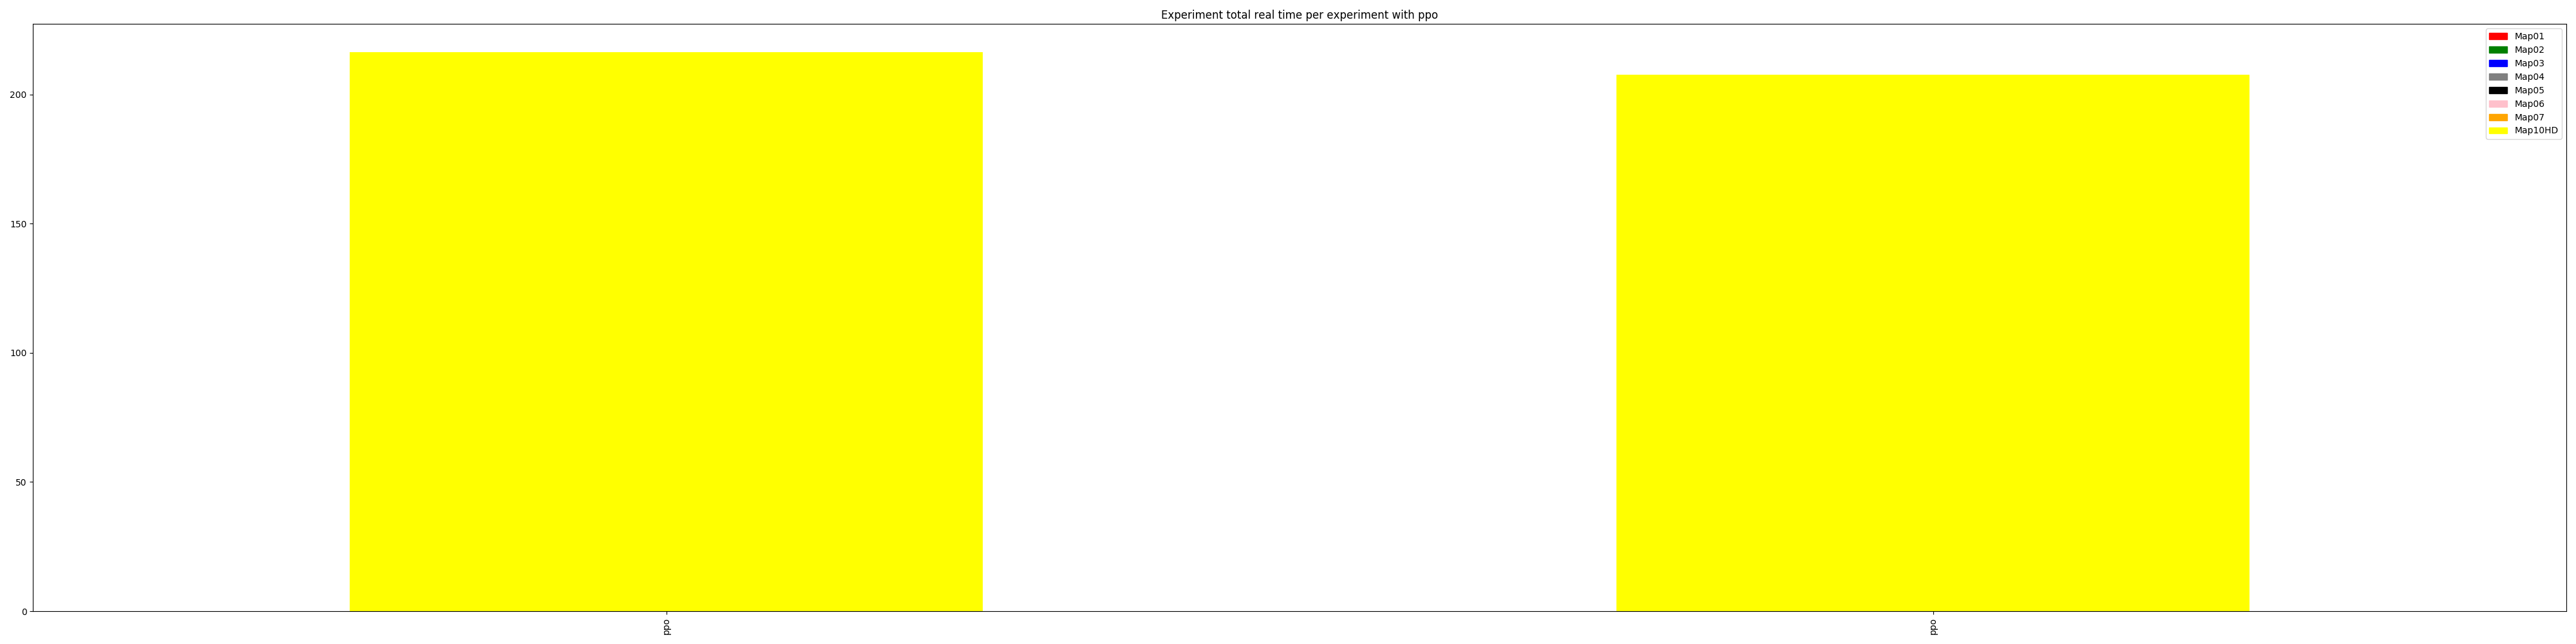 Experiment total real time per experiment with ppo
Map01
Map02
Map03
Map04
Map05
Map06
Map07
Map10HD
200
150
100
50
0
ppo
ppo